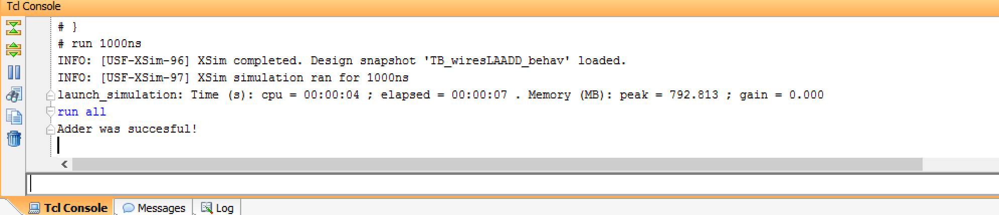 Tcl Console
# }
# run 1000ns
INFO: [USF-XSim-96] XSim completed. Design snapshot 'TB_wiresLAADD_behav' loaded.
INFO: [USF-XSim-97] XSim simulation ran for 1000ns
launch_simulation: Time (s): cpu = 00:00:04 ; elapsed = 00:00:07 . Memory (MB): peak = 792.813 ; gain = 0.000
run all
Adder was succesful!
Tcl Console Messages Log